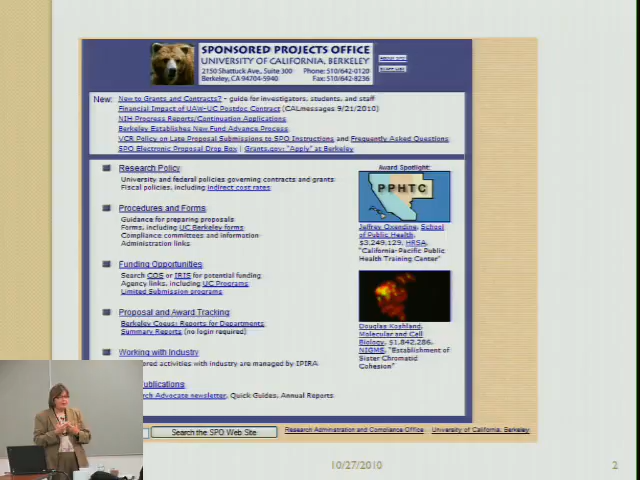 SPONSORED PROJECTS OFFICE
UNIVERSITY OF CALIFORNIA, BERKELEY
2150 Shattuck Ave., Suite 300 Phone: 510/642-0120
Berkeley, CA 94704-5940 Fax: 510/642-8236
New: New to Grants and Contracts? - guide for investigators, students, and staff
Financial Impact of UAW-UC Postdoc Contract (CALmessages 9/21/2010)
NIH Progress Reports/Continuation Applications
Berkeley Establishes New Fund Advance Process
VCR Policy on Late Proposal Submissions to SPO Instructions and Frequently Asked Questions
SPO Electronic Proposal Drop Box | Grants.gov: "Apply" at Berkeley
Research Policy
University and federal policies governing contracts and grants
Fiscal policies, including indirect cost rates
Procedures and Forms
Guidance for preparing proposals
Forms, including UC Berkeley forms
Compliance committees and information
Administration links
Funding Opportunities
Search COS or IRIS for potential funding
Agency links, including UC Programs
Limited Submission programs
Proposal and Award Tracking
Berkeley Coeus: Reports for Departments
Summary Reports (no login required)
Working with Industry
ored activities with industry are managed by IPIRA
ublications
rch Advocate newsletter, Quick Guides, Annual Reports
Award Spotlight:
PPHTC
Jeffrey Oxendine, School
of Public Health,
$3,249,129, HRSA,
"California-Pacific Public
Health Training Center"
Douglas Koshland,
Molecular and Cell
Biology, $1,842,286,
NIGMS, "Establishment of
Sister Chromatid
Cohesion"
Search the SPO Web Site
Research Administration and Compliance Office University of California, Berkeley
10/27/2010
2